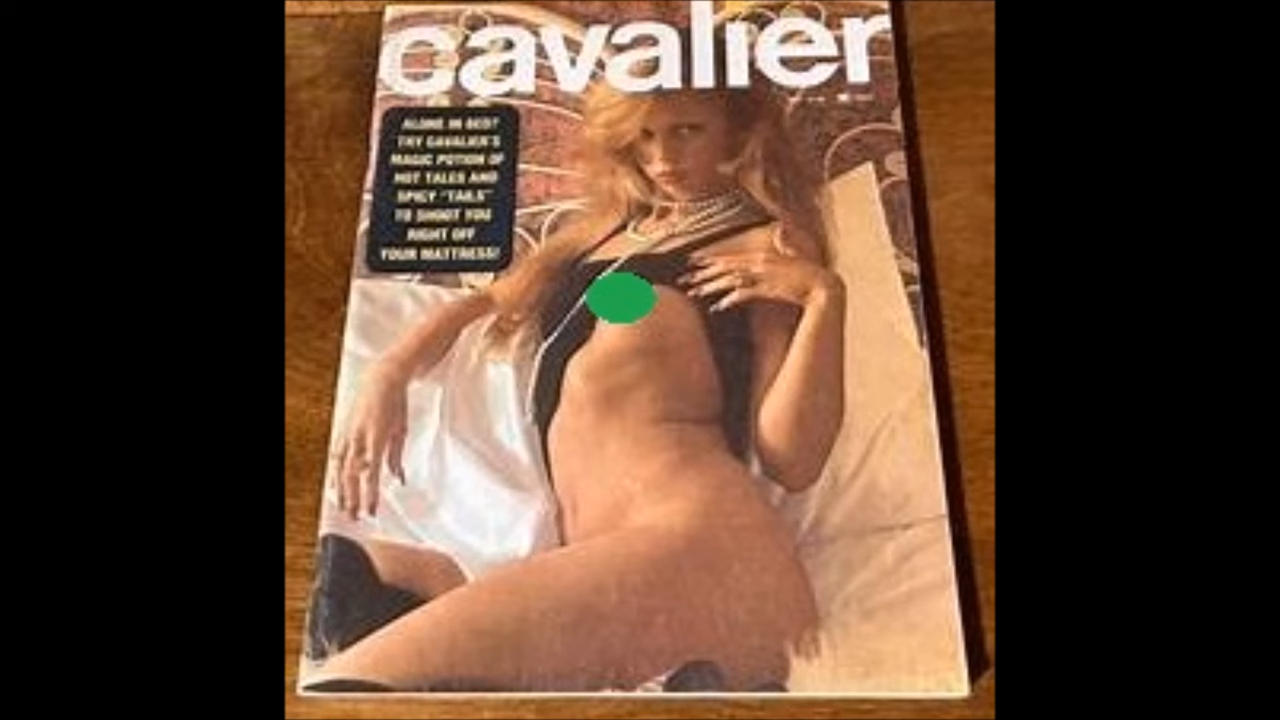 cavalier
ALONE IN BED?
TRY CAVALIER'S
MAGIC POTION OF
HOT TALES AND
SPICY "TAILS"
TO SHOOT YOU
RIGHT OFF
YOUR MATTRESS!